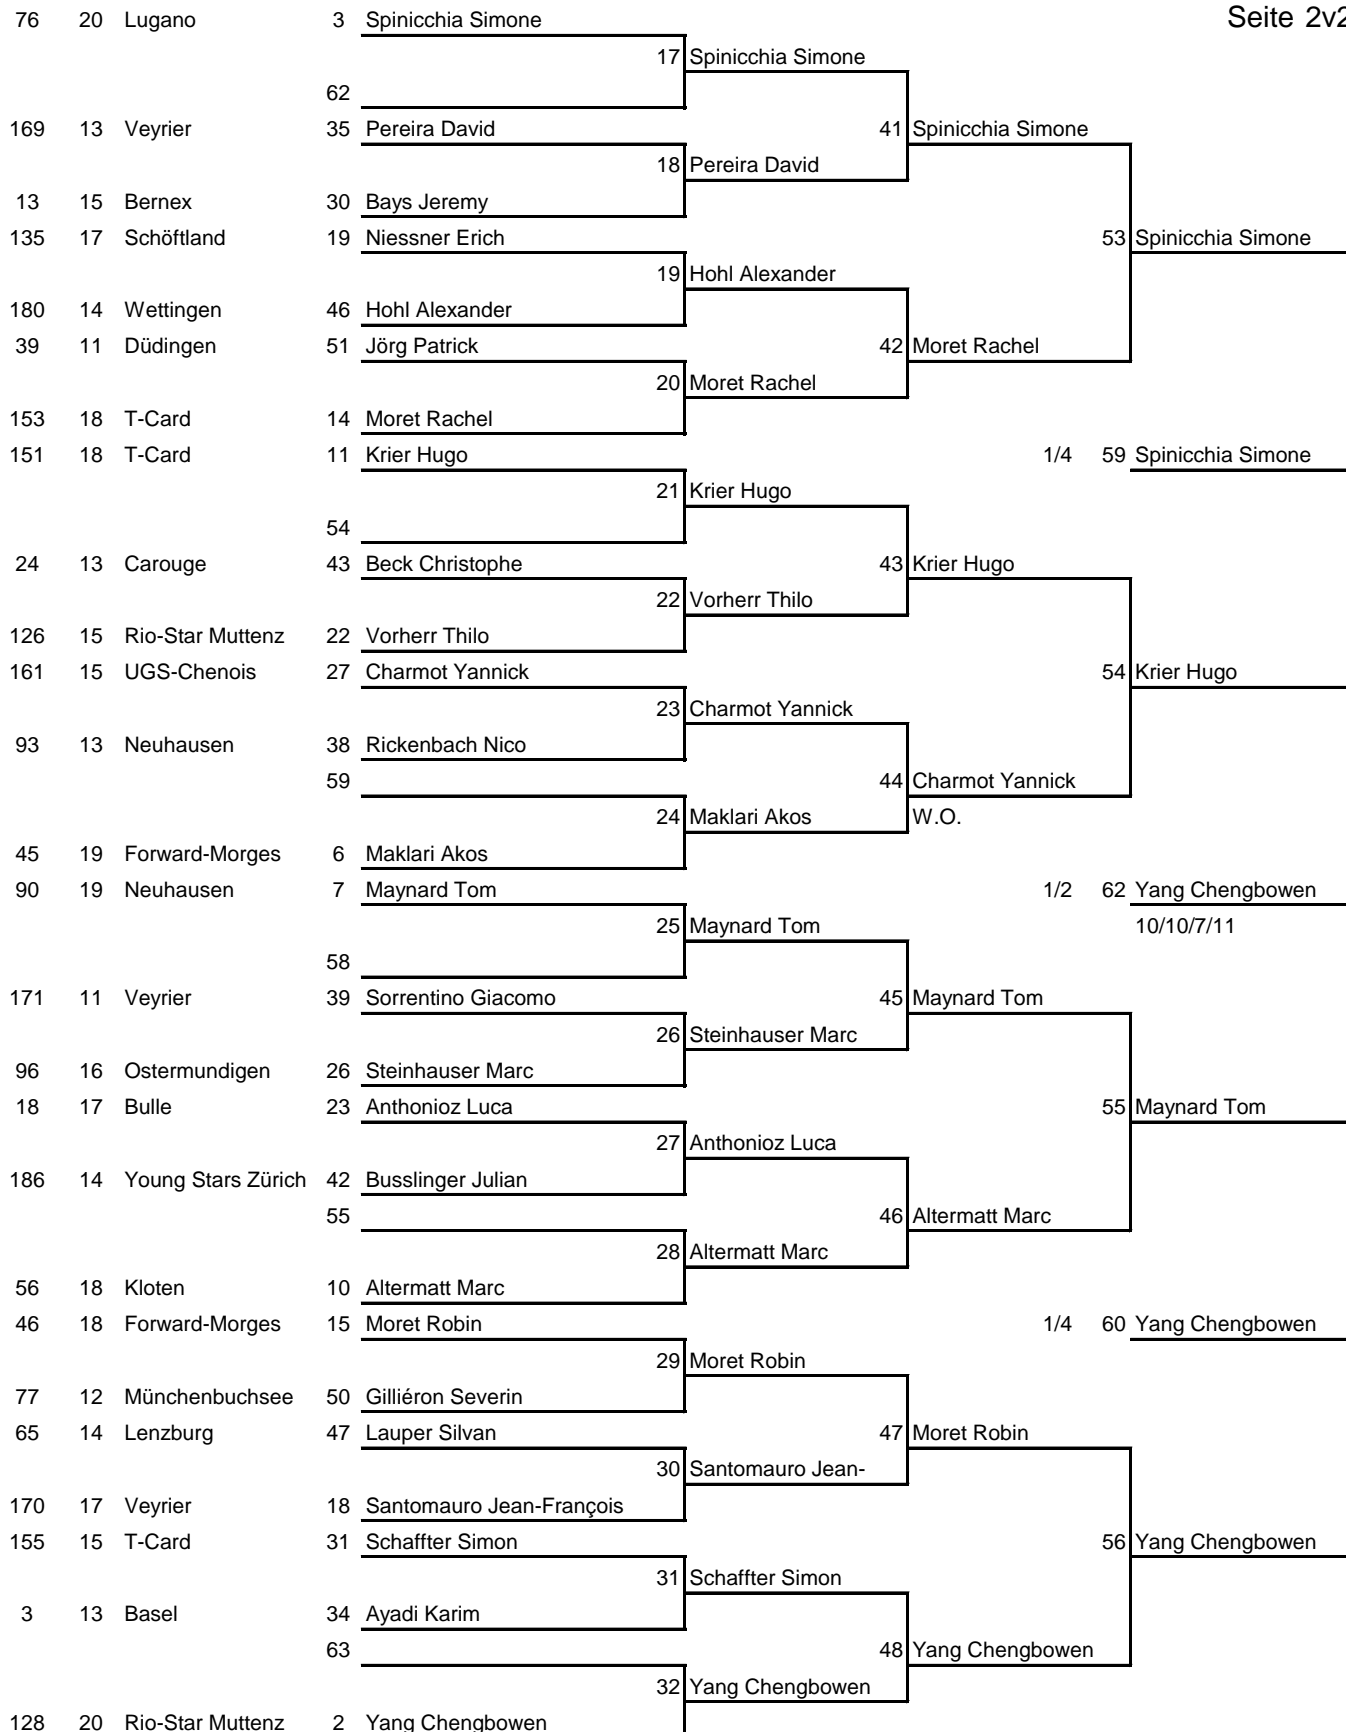 76 20 Lugano 3 Spinicchia Simone Seite 2v2
17 Spinicchia Simone
62
169 13 Veyrier 35 Pereira David 41 Spinicchia Simone
18 Pereira David
13 15 Bernex 30 Bays Jeremy
135 17 Schöftland 19 Niessner Erich 53 Spinicchia Simone
19 Hohl Alexander
180 14 Wettingen 46 Hohl Alexander
39 11 Düdingen 51 Jörg Patrick 42 Moret Rachel
20 Moret Rachel
153 18 T-Card 14 Moret Rachel
151 18 T-Card 11 Krier Hugo 1/4 59 Spinicchia Simone
21 Krier Hugo
54
24 13 Carouge 43 Beck Christophe 43 Krier Hugo
22 Vorherr Thilo
126 15 Rio-Star Muttenz 22 Vorherr Thilo
161 15 UGS-Chenois 27 Charmot Yannick 54 Krier Hugo
23 Charmot Yannick
93 13 Neuhausen 38 Rickenbach Nico
59 44 Charmot Yannick
24 Maklari Akos W.O.
45 19 Forward-Morges 6 Maklari Akos
90 19 Neuhausen 7 Maynard Tom 1/2 62 Yang Chengbowen
25 Maynard Tom 10/10/7/11
58
171 11 Veyrier 39 Sorrentino Giacomo 45 Maynard Tom
26 Steinhauser Marc
96 16 Ostermundigen 26 Steinhauser Marc
18 17 Bulle 23 Anthonioz Luca 55 Maynard Tom
27 Anthonioz Luca
186 14 Young Stars Zürich 42 Busslinger Julian
55 46 Altermatt Marc
28 Altermatt Marc
56 18 Kloten 10 Altermatt Marc
46 18 Forward-Morges 15 Moret Robin 1/4 60 Yang Chengbowen
29 Moret Robin
77 12 Münchenbuchsee 50 Gilliéron Severin
65 14 Lenzburg 47 Lauper Silvan 47 Moret Robin
30 Santomauro Jean-
170 17 Veyrier 18 Santomauro Jean-François
155 15 T-Card 31 Schaffter Simon 56 Yang Chengbowen
31 Schaffter Simon
3 13 Basel 34 Ayadi Karim
63 48 Yang Chengbowen
32 Yang Chengbowen
128 20 Rio-Star Muttenz 2 Yang Chengbowen